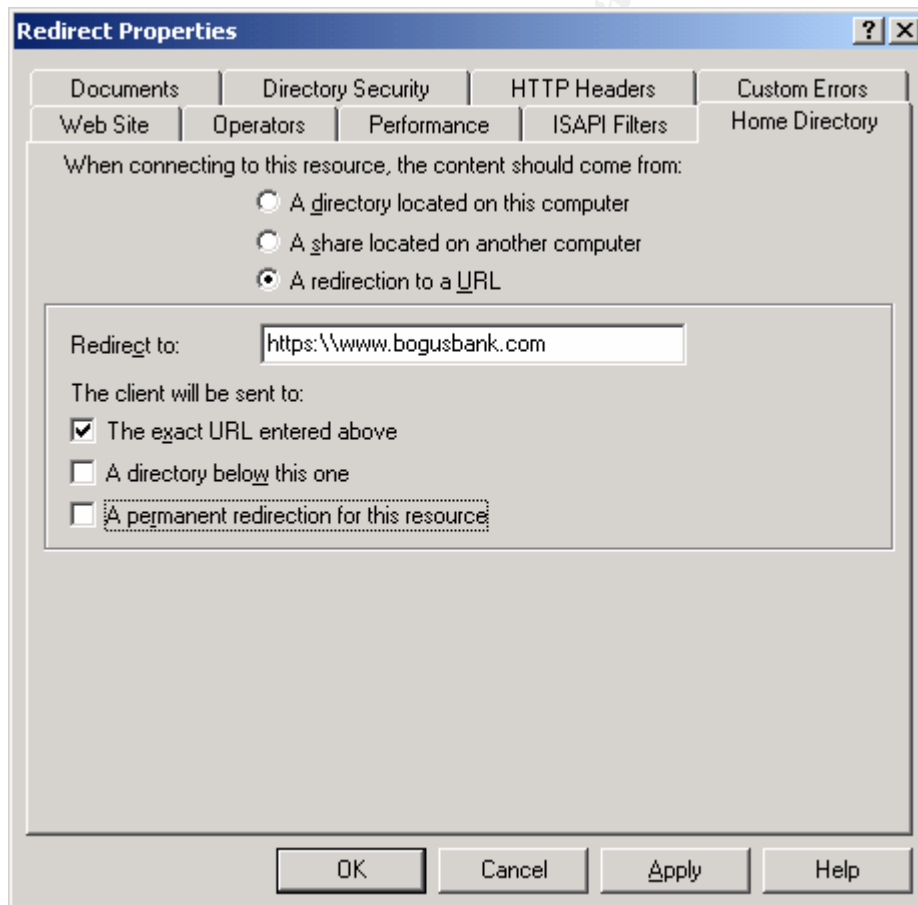 Redirect Properties
Documents Directory Security HTTP Headers Custom Errors
Web Site Operators Performance ISAPI Filters Home Directory
When connecting to this resource, the content should come from:
A directory located on this computer
A share located on another computer
A redirection to a URL
Redirect to: https:\\www.bogusbank.com
The client will be sent to:
The exact URL entered above
A directory below this one
A permanent redirection for this resource
OK Cancel Apply Help